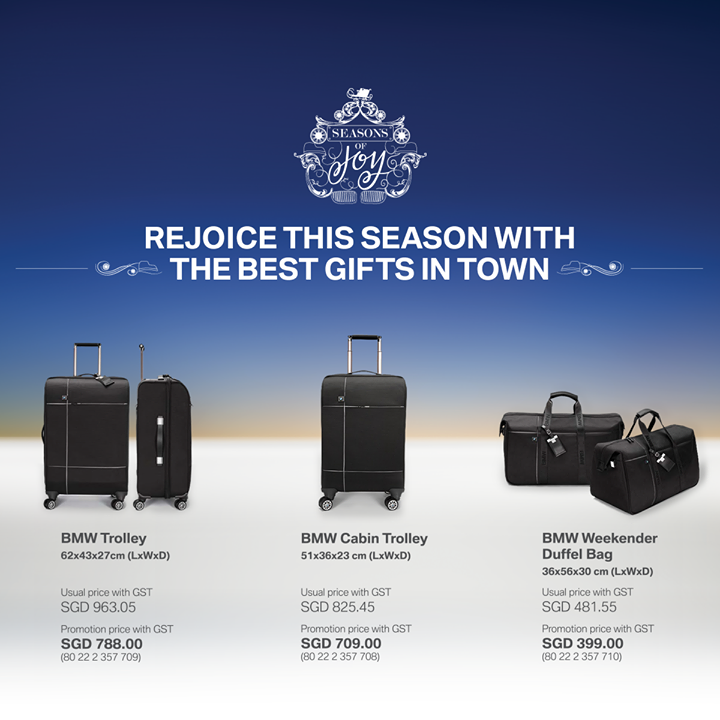 SEASONS
OF
Joy
REJOICE THIS SEASON WITH
THE BEST GIFTS IN TOWN
BMW Trolley
62x43x27cm (LxWxD)
Usual price with GST
SGD 963.05
Promotion price with GST
SGD 788.00
(80 22 2 357 709)
BMW Cabin Trolley
51x36x23 cm (LxWxD)
Usual price with GST
SGD 825.45
Promotion price with GST
SGD 709.00
(80 22 2 357 708)
BMW Weekender
Duffel Bag
36x56x30 cm (LxWxD)
Usual price with GST
SGD 481.55
Promotion price with GST
SGD 399.00
(80 22 2 357 710)